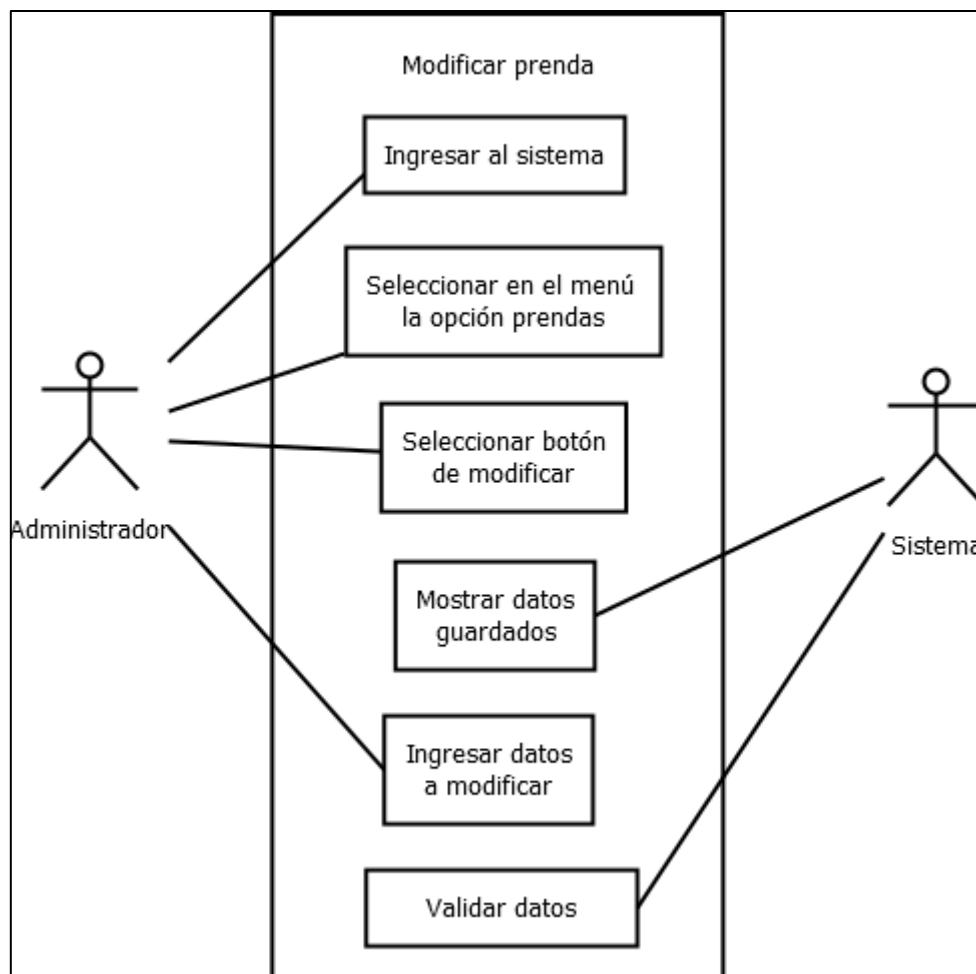 Modificar prenda
Ingresar al sistema
Seleccionar en el menú
la opción prendas
Seleccionar botón
de modificar
Administrador
Sistema
Mostrar datos
guardados
Ingresar datos
a modificar
Validar datos